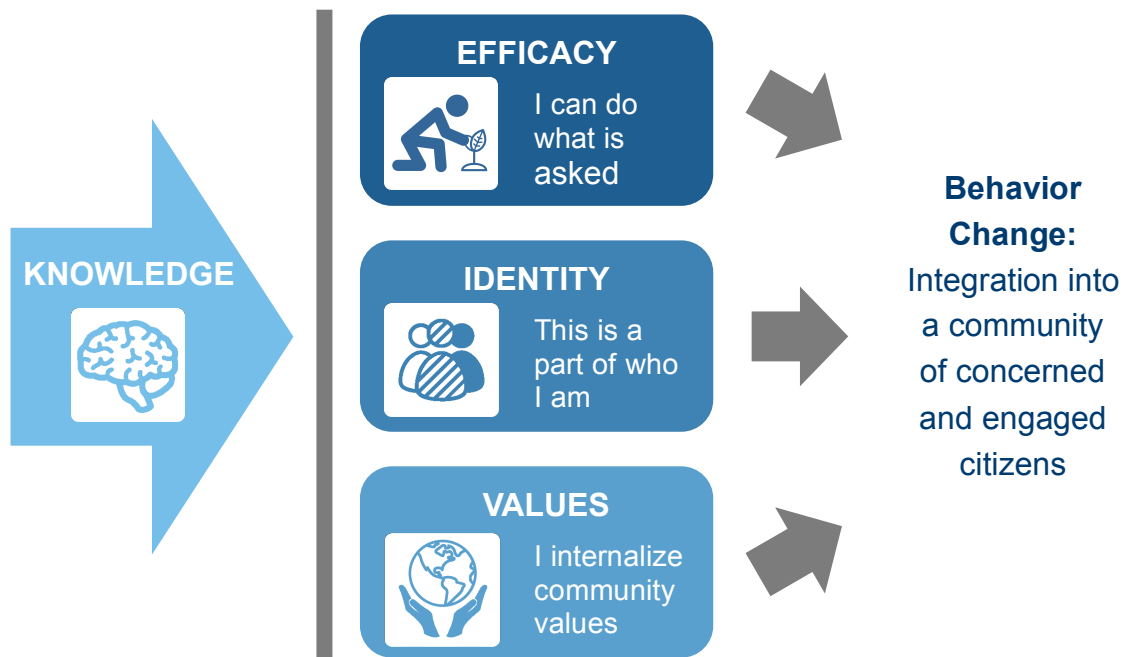 KNOWLEDGE
EFFICACY
I can do
what is
asked
IDENTITY
This is a
part of who
I am
VALUES
I internalize
community
values
Behavior
Change:
Integration into
a community
of concerned
and engaged
citizens